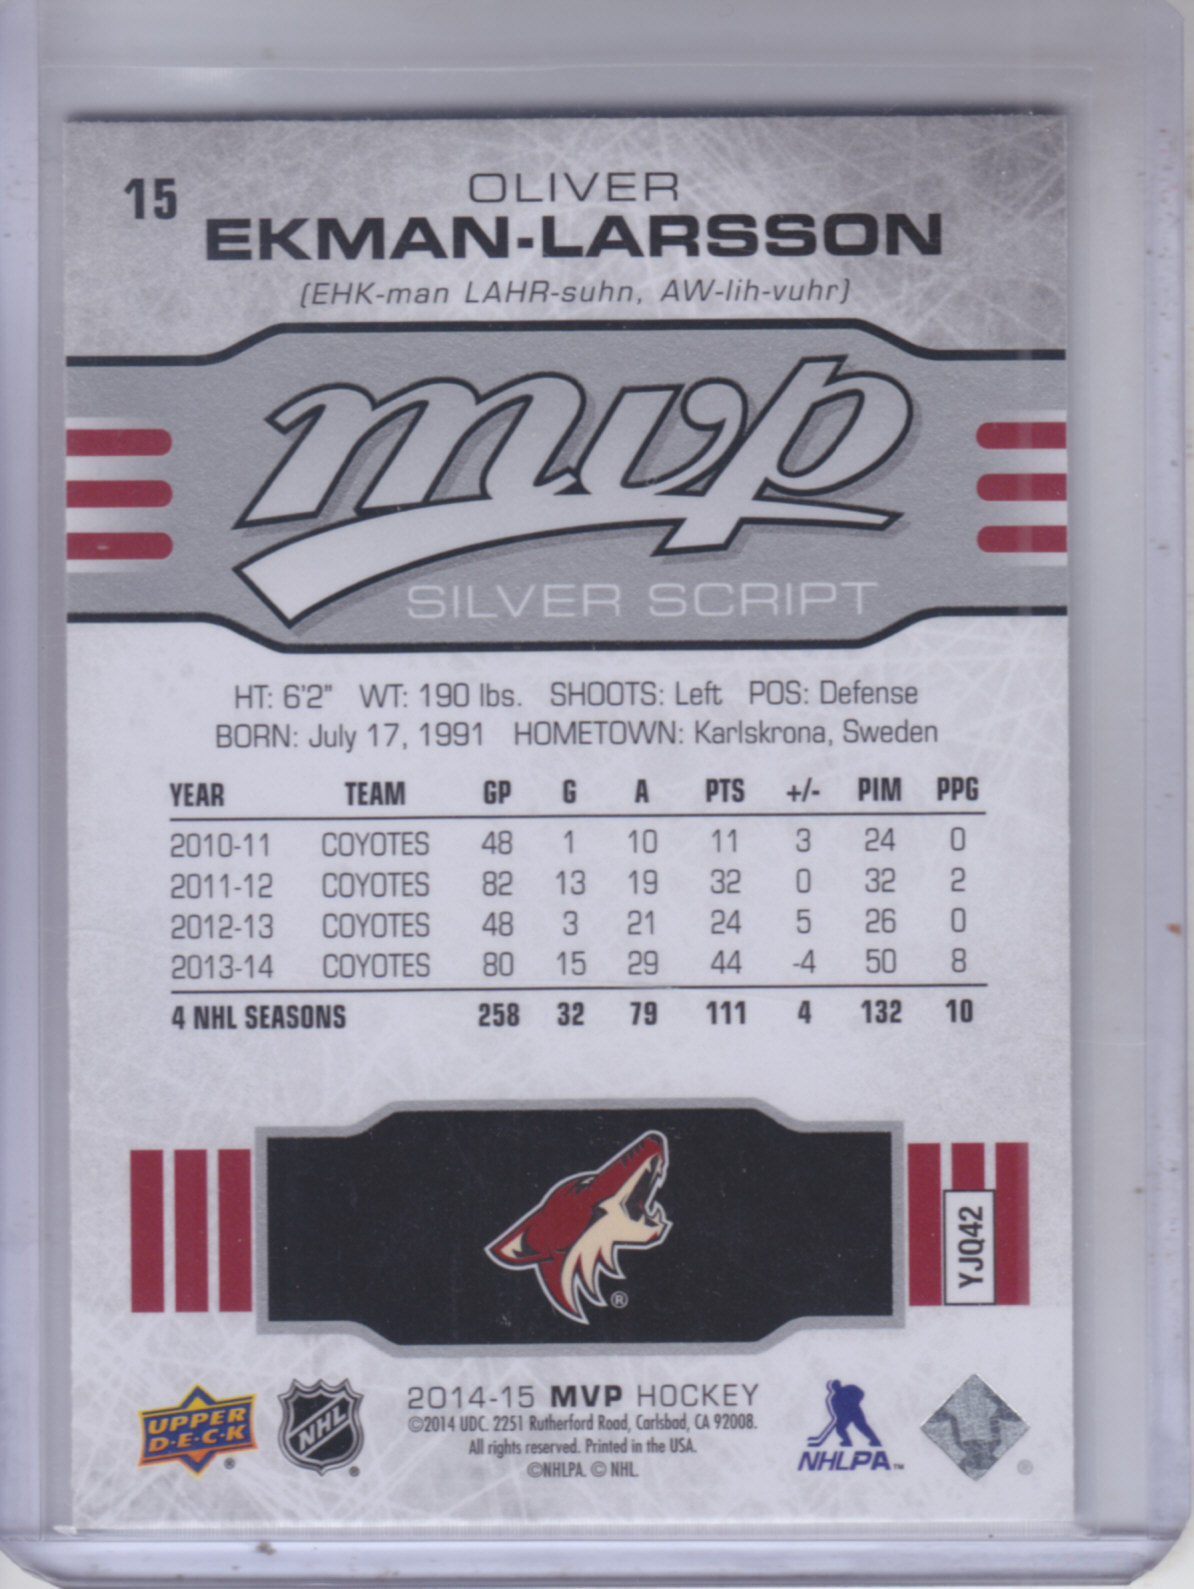 15
OLIVER
EKMAN-LARSSON
(EHK-man LAHR-suhn, AW-lih-vuhr)
mvp
SILVER SCRIPT
HT: 6'2" WT: 190 lbs. SHOOTS: Left POS: Defense
BORN: July 17, 1991 HOMETOWN: Karlskrona, Sweden
YEAR TEAM GP G A PTS +/- PIM PPG
2010-11 COYOTES 48 1 10 11 3 24 0
2011-12 COYOTES 82 13 19 32 0 32 2
2012-13 COYOTES 48 3 21 24 5 26 0
2013-14 COYOTES 80 15 29 44 -4 50 8
4 NHL SEASONS 258 32 79 111 4 132 10
®
YJQ42
UPPER
D·E·C·K ®
NHL ®
2014-15 MVP HOCKEY
©2014 UDC. 2251 Rutherford Road, Carlsbad, CA 92008.
All rights reserved. Printed in the USA.
©NHLPA. © NHL.
NHLPA ™
®